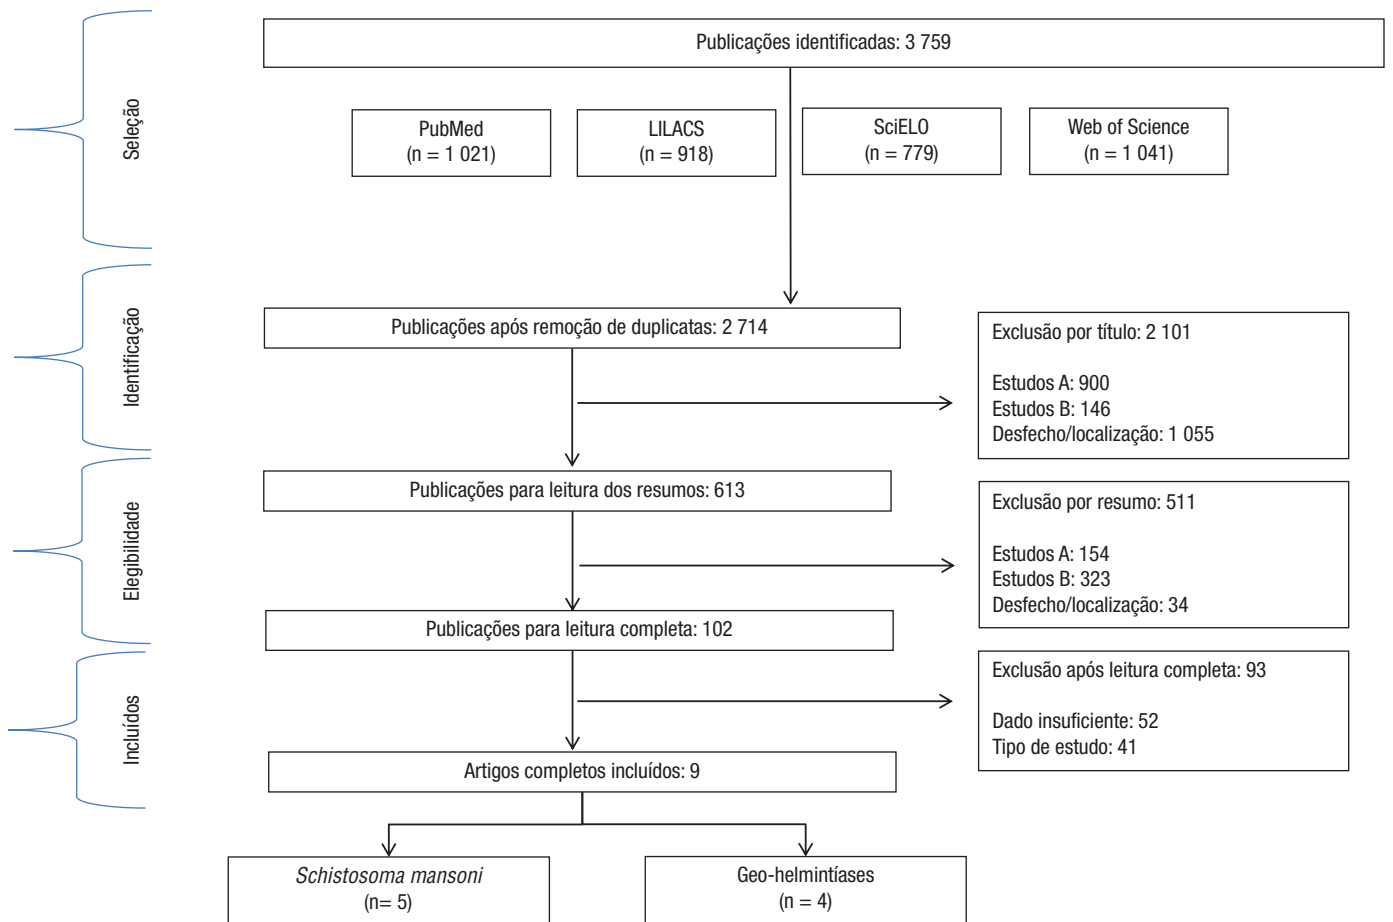 Seleção
Publicações identificadas: 3 759
PubMed
(n = 1 021)
LILACS
(n = 918)
SciELO
(n = 779)
Web of Science
(n = 1 041)
Identificação
Publicações após remoção de duplicatas: 2 714
Exclusão por título: 2 101
Estudos A: 900
Estudos B: 146
Desfecho/localização: 1 055
Elegibilidade
Publicações para leitura dos resumos: 613
Exclusão por resumo: 511
Estudos A: 154
Estudos B: 323
Desfecho/localização: 34
Publicações para leitura completa: 102
Incluídos
Exclusão após leitura completa: 93
Dado insuficiente: 52
Tipo de estudo: 41
Artigos completos incluídos: 9
Schistosoma mansoni
(n= 5)
Geo-helmintíases
(n = 4)